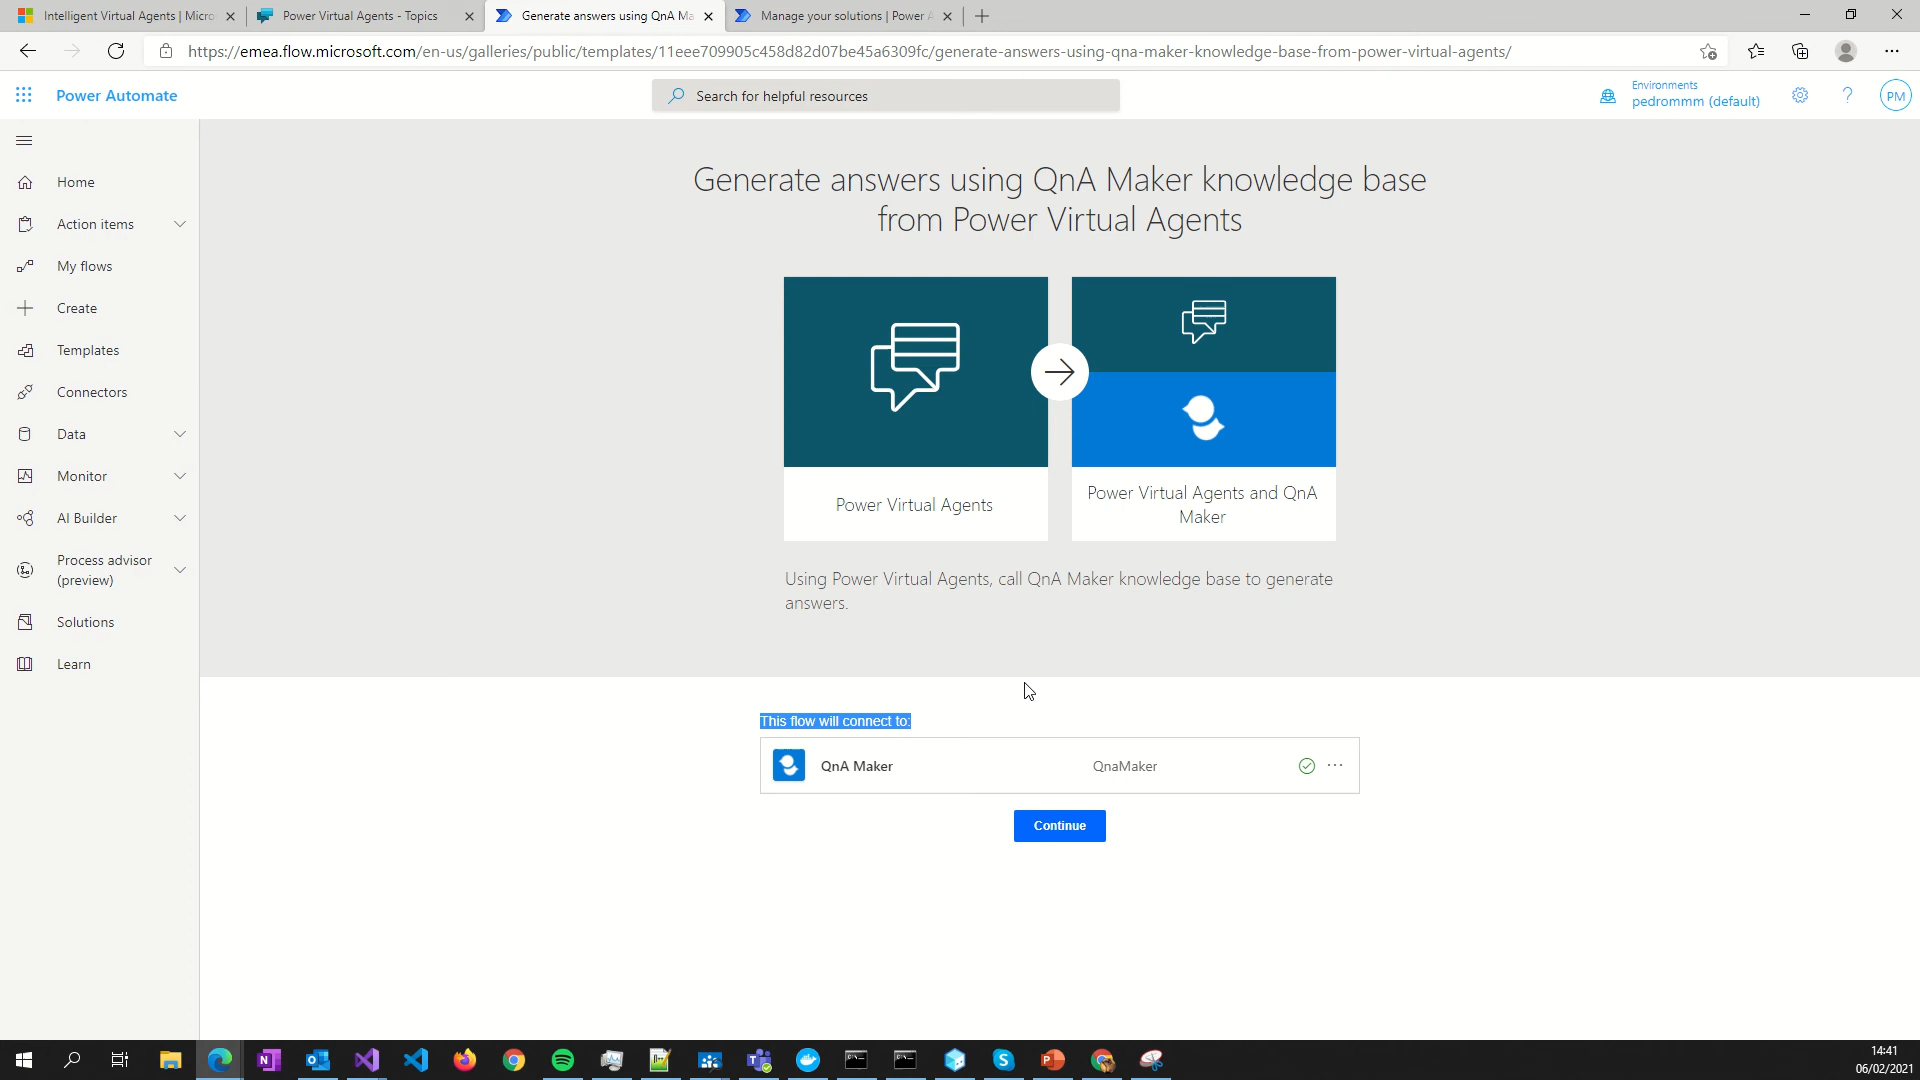 Intelligent Virtual Agents | Micro
Power Virtual Agents - Topics
Generate answers using QnA Ma
Manage your solutions | Power A
https://emea.flow.microsoft.com/en-us/galleries/public/templates/11eee709905c458d82d07be45a6309fc/generate-answers-using-qna-maker-knowledge-base-from-power-virtual-agents/
Power Automate
Search for helpful resources
Environments
pedrommm (default)
PM
Home
Action items
My flows
Create
Templates
Connectors
Data
Monitor
AI Builder
Process advisor
(preview)
Solutions
Learn
Generate answers using QnA Maker knowledge base
from Power Virtual Agents
Power Virtual Agents
Power Virtual Agents and QnA
Maker
Using Power Virtual Agents, call QnA Maker knowledge base to generate
answers.
This flow will connect to:
QnA Maker
QnaMaker
Continue
14:41
06/02/2021